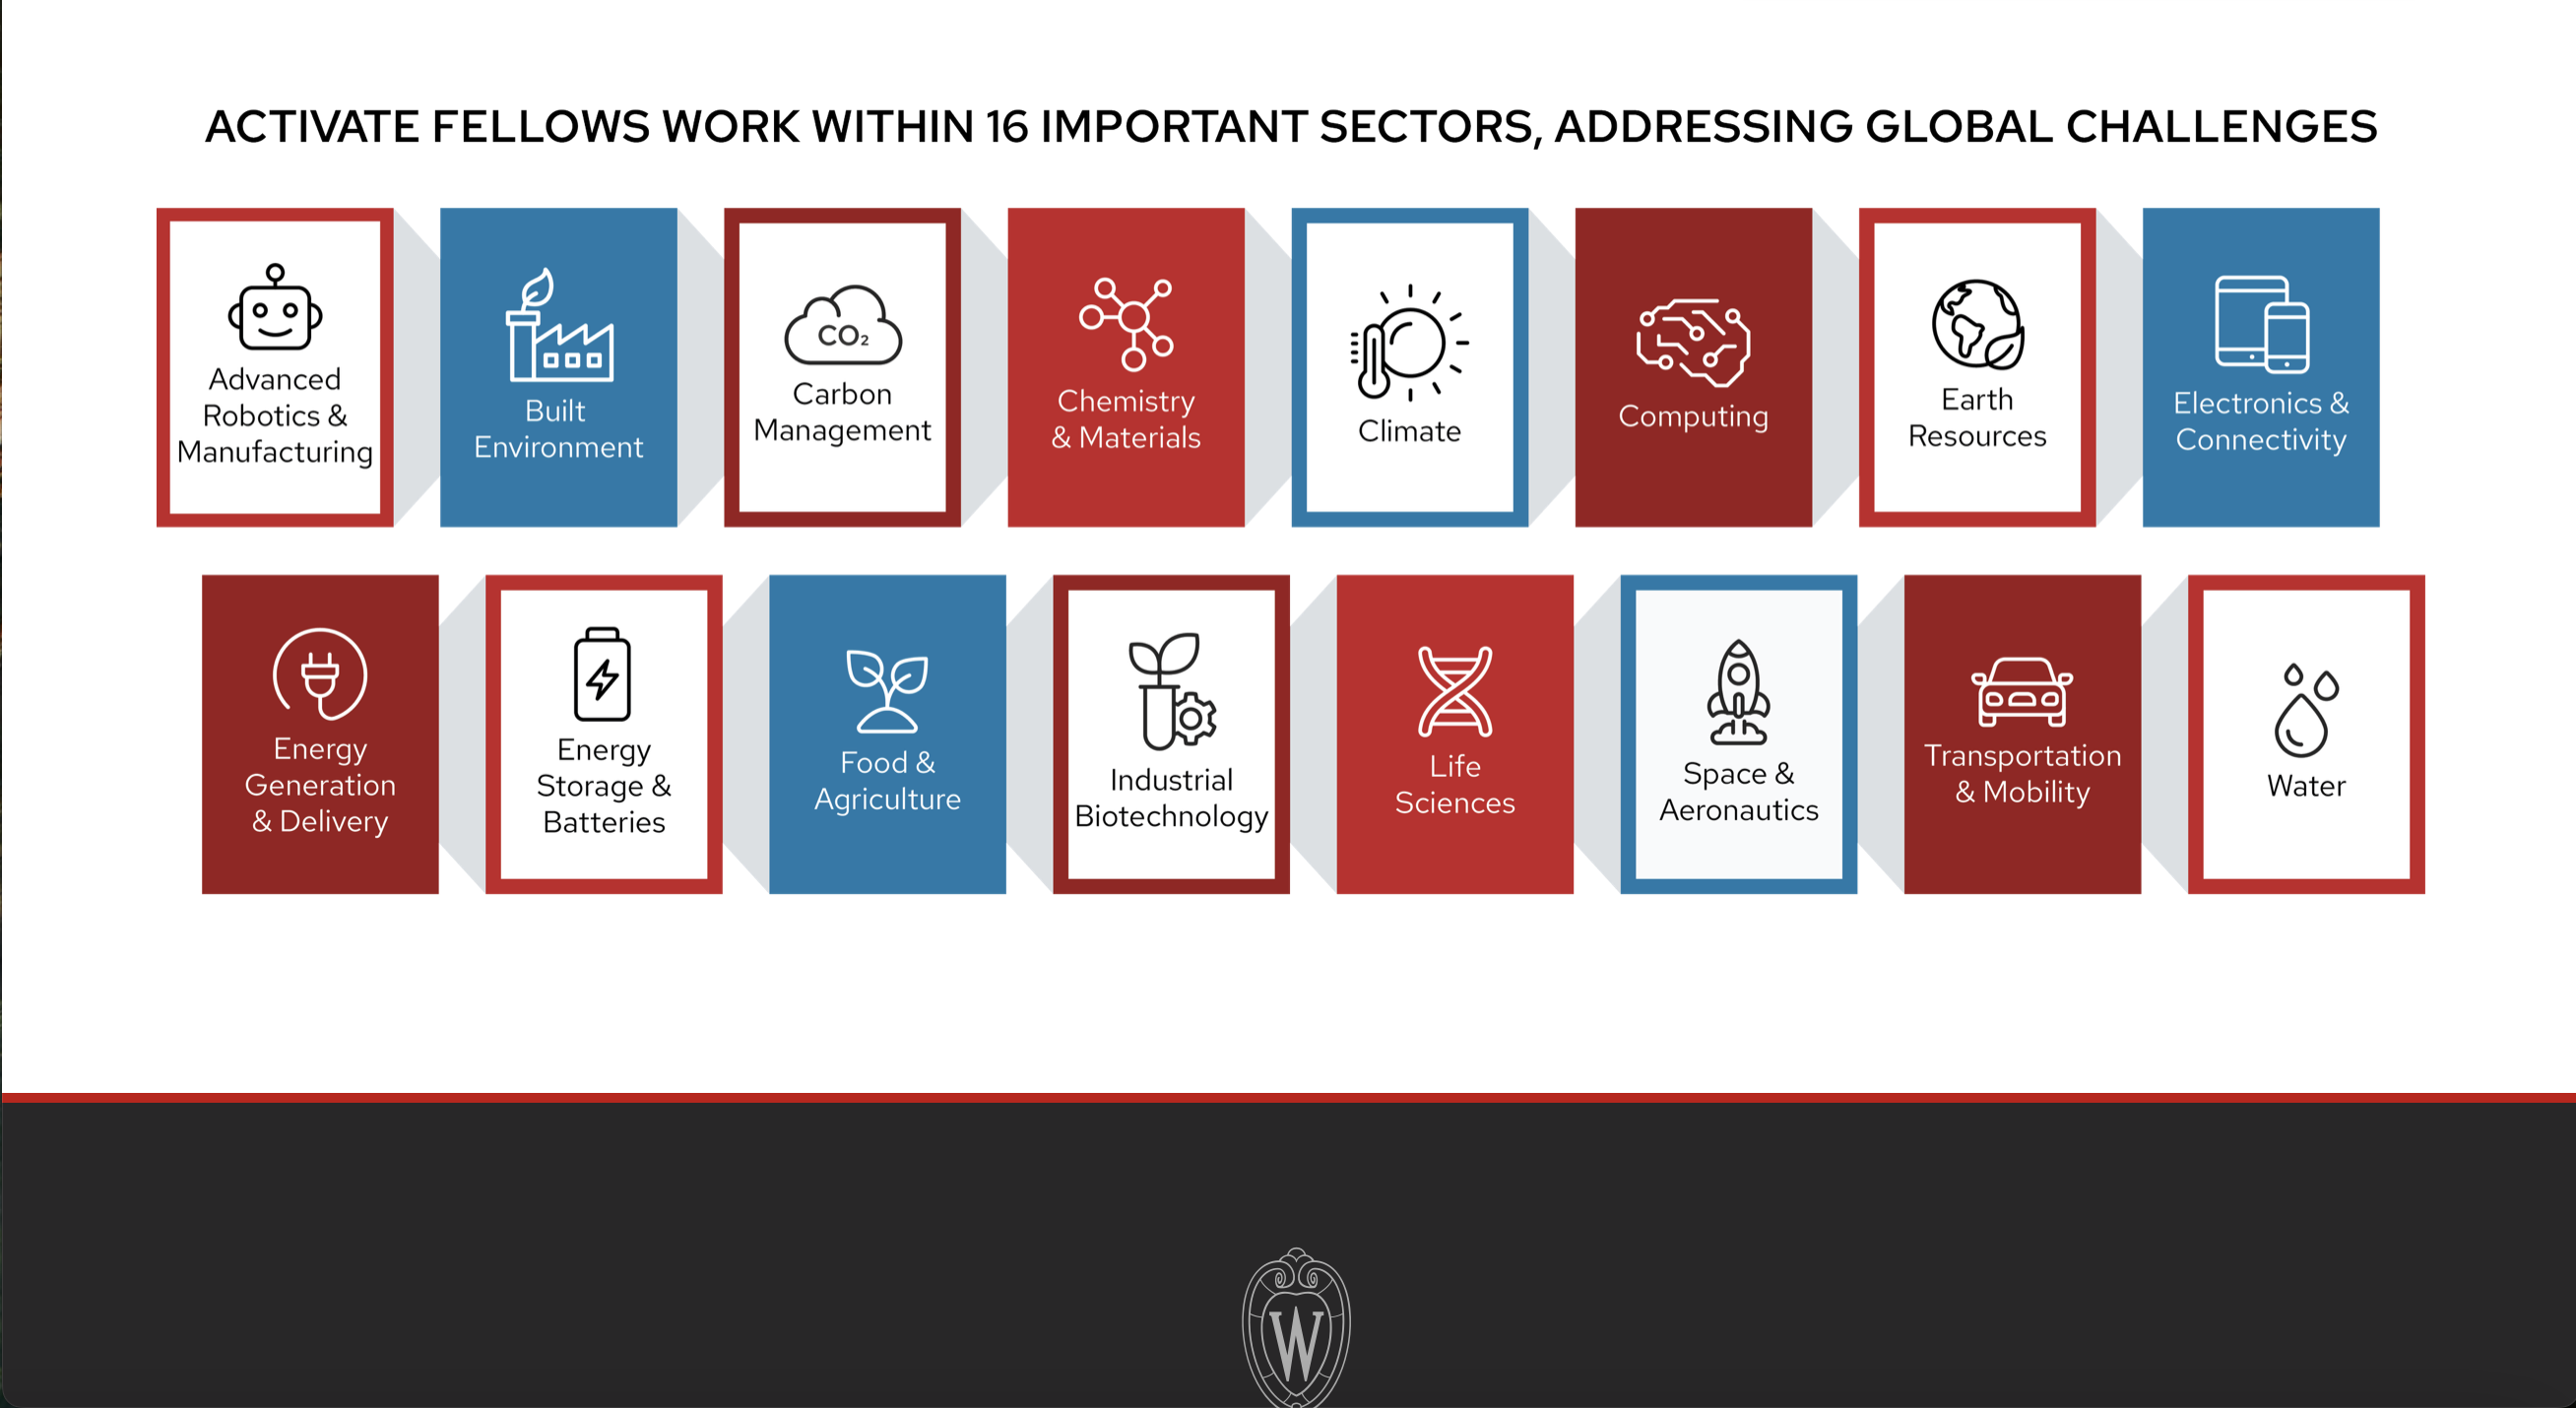 ACTIVATE FELLOWS WORK WITHIN 16 IMPORTANT SECTORS, ADDRESSING GLOBAL CHALLENGES
Advanced
Robotics &
Manufacturing
Built
Environment
CO₂
Carbon
Management
Chemistry
& Materials
Climate
Computing
Earth
Resources
Electronics &
Connectivity
Energy
Generation
& Delivery
Energy
Storage &
Batteries
Food &
Agriculture
Industrial
Biotechnology
Life
Sciences
Space &
Aeronautics
Transportation
& Mobility
Water
W